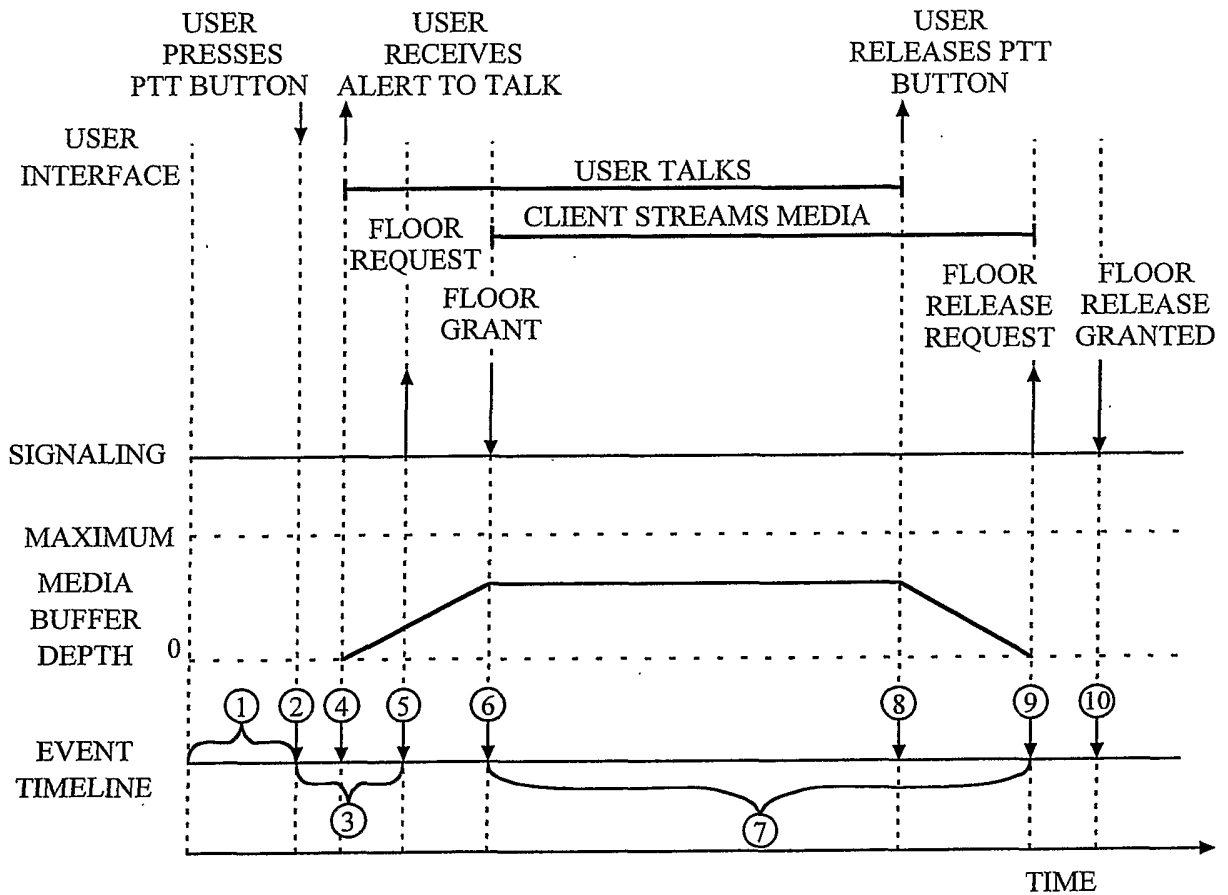 USER
PRESSES
PTT BUTTON
USER
RECEIVES
ALERT TO TALK
USER
RELEASES PTT
BUTTON
USER
INTERFACE
USER TALKS
CLIENT STREAMS MEDIA
FLOOR
REQUEST
FLOOR
GRANT
FLOOR
RELEASE
REQUEST
FLOOR
RELEASE
GRANTED
SIGNALING
MAXIMUM
MEDIA
BUFFER
DEPTH 0
1 2 4 5 6 8 9 10
EVENT
TIMELINE
3 7
TIME